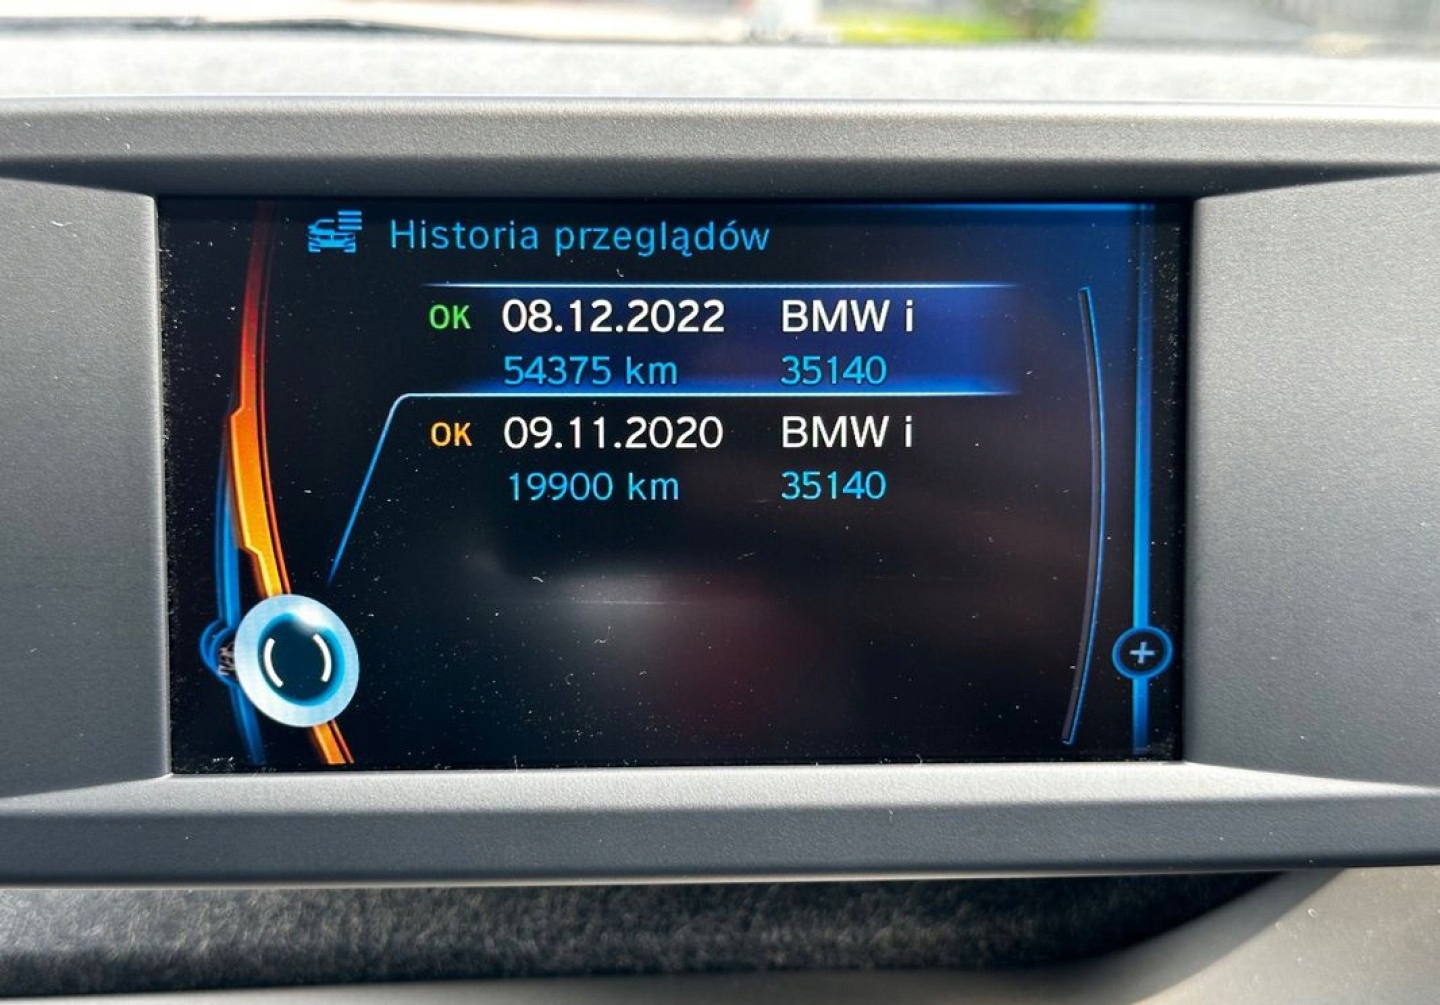 Historia przeglądów
OK 08.12.2022 BMW i
54375 km 35140
OK 09.11.2020 BMW i
19900 km 35140